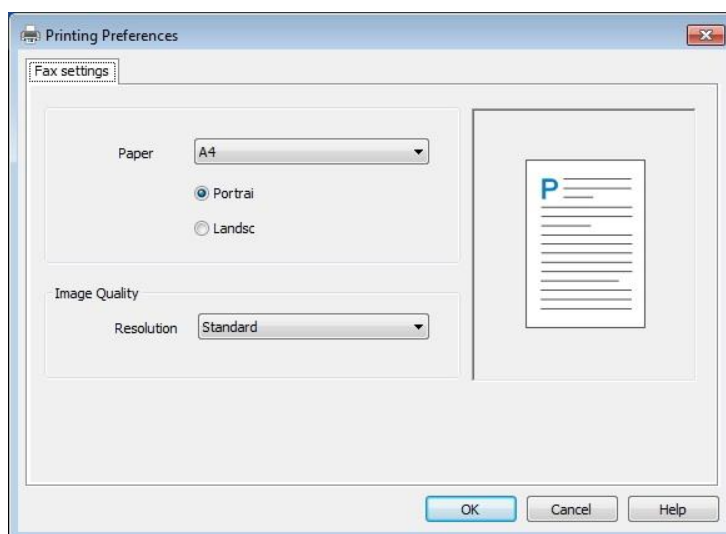 Printing Preferences
Fax settings
Paper
A4
Portrai
Landsc
Image Quality
Resolution
Standard
P
OK
Cancel
Help